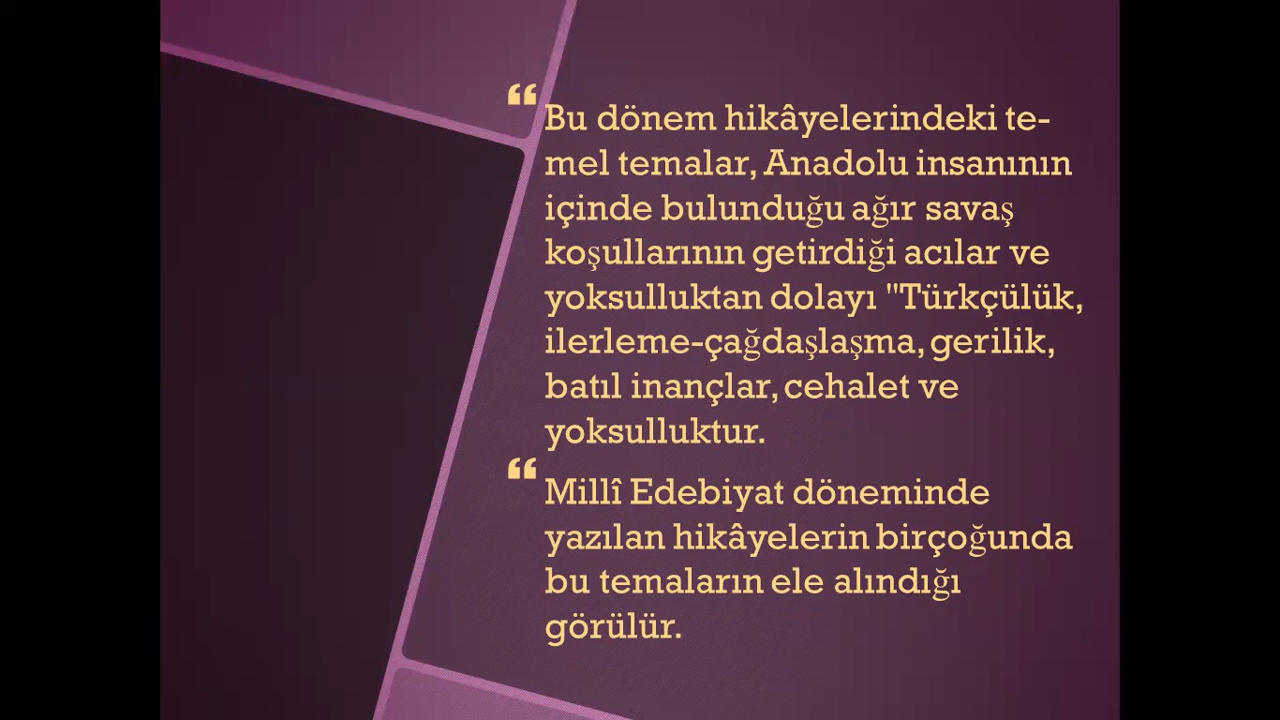 “Bu dönem hikâyelerindeki te-
mel temalar, Anadolu insanının
içinde bulunduğu ağır savaş
koşullarının getirdiği acılar ve
yoksulluktan dolayı "Türkçülük,
ilerleme-çağdaşlaşma, gerilik,
batıl inançlar, cehalet ve
yoksulluktur.
“Millî Edebiyat döneminde
yazılan hikâyelerin birçoğunda
bu temaların ele alındığı
görülür.